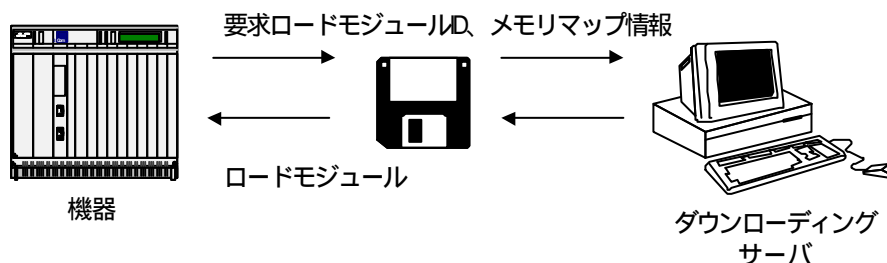 要求ロードモジュールID、メモリマップ情報
ロードモジュール
機器
ダウンローディング
サーバ